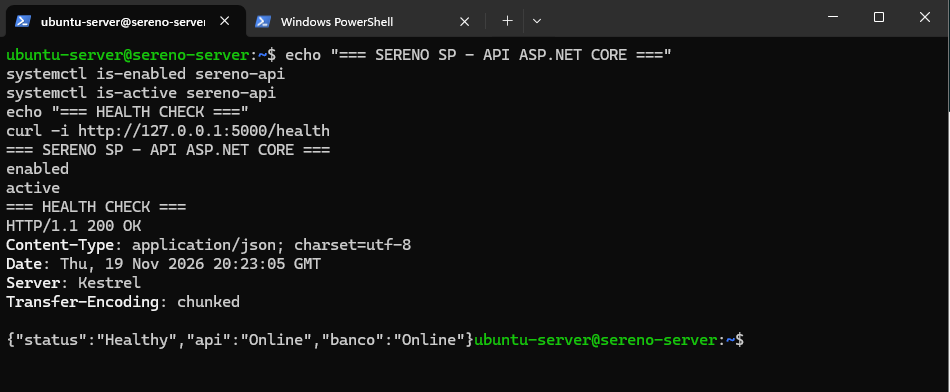 ubuntu-server@sereno-server
Windows PowerShell
ubuntu-server@sereno-server:~$ echo "=== SERENO SP - API ASP.NET CORE ==="
systemctl is-enabled sereno-api
systemctl is-active sereno-api
echo "=== HEALTH CHECK ==="
curl -i http://127.0.0.1:5000/health
=== SERENO SP - API ASP.NET CORE ===
enabled
active
=== HEALTH CHECK ===
HTTP/1.1 200 OK
Content-Type: application/json; charset=utf-8
Date: Thu, 19 Nov 2026 20:23:05 GMT
Server: Kestrel
Transfer-Encoding: chunked
{"status":"Healthy","api":"Online","banco":"Online"}ubuntu-server@sereno-server:~$